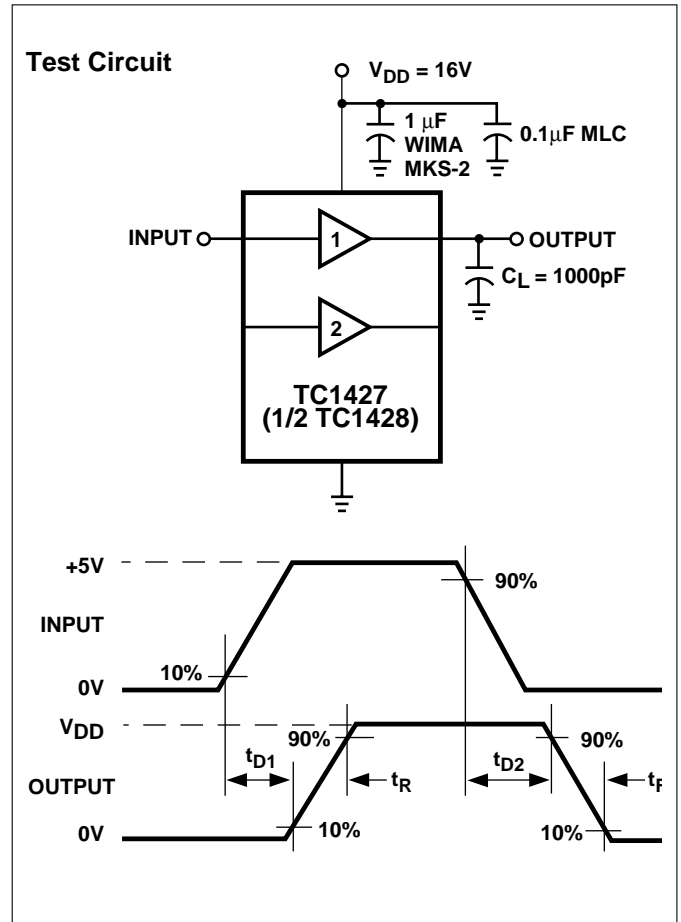 Test Circuit
VDD = 16V
1 μF
WIMA
MKS-2
0.1μF MLC
INPUT
1
OUTPUT
CL = 1000pF
2
TC1427
(1/2 TC1428)
+5V
90%
INPUT
10%
0V
VDD
tD1
90%
tR
tD2
90%
OUTPUT
10%
10%
0V